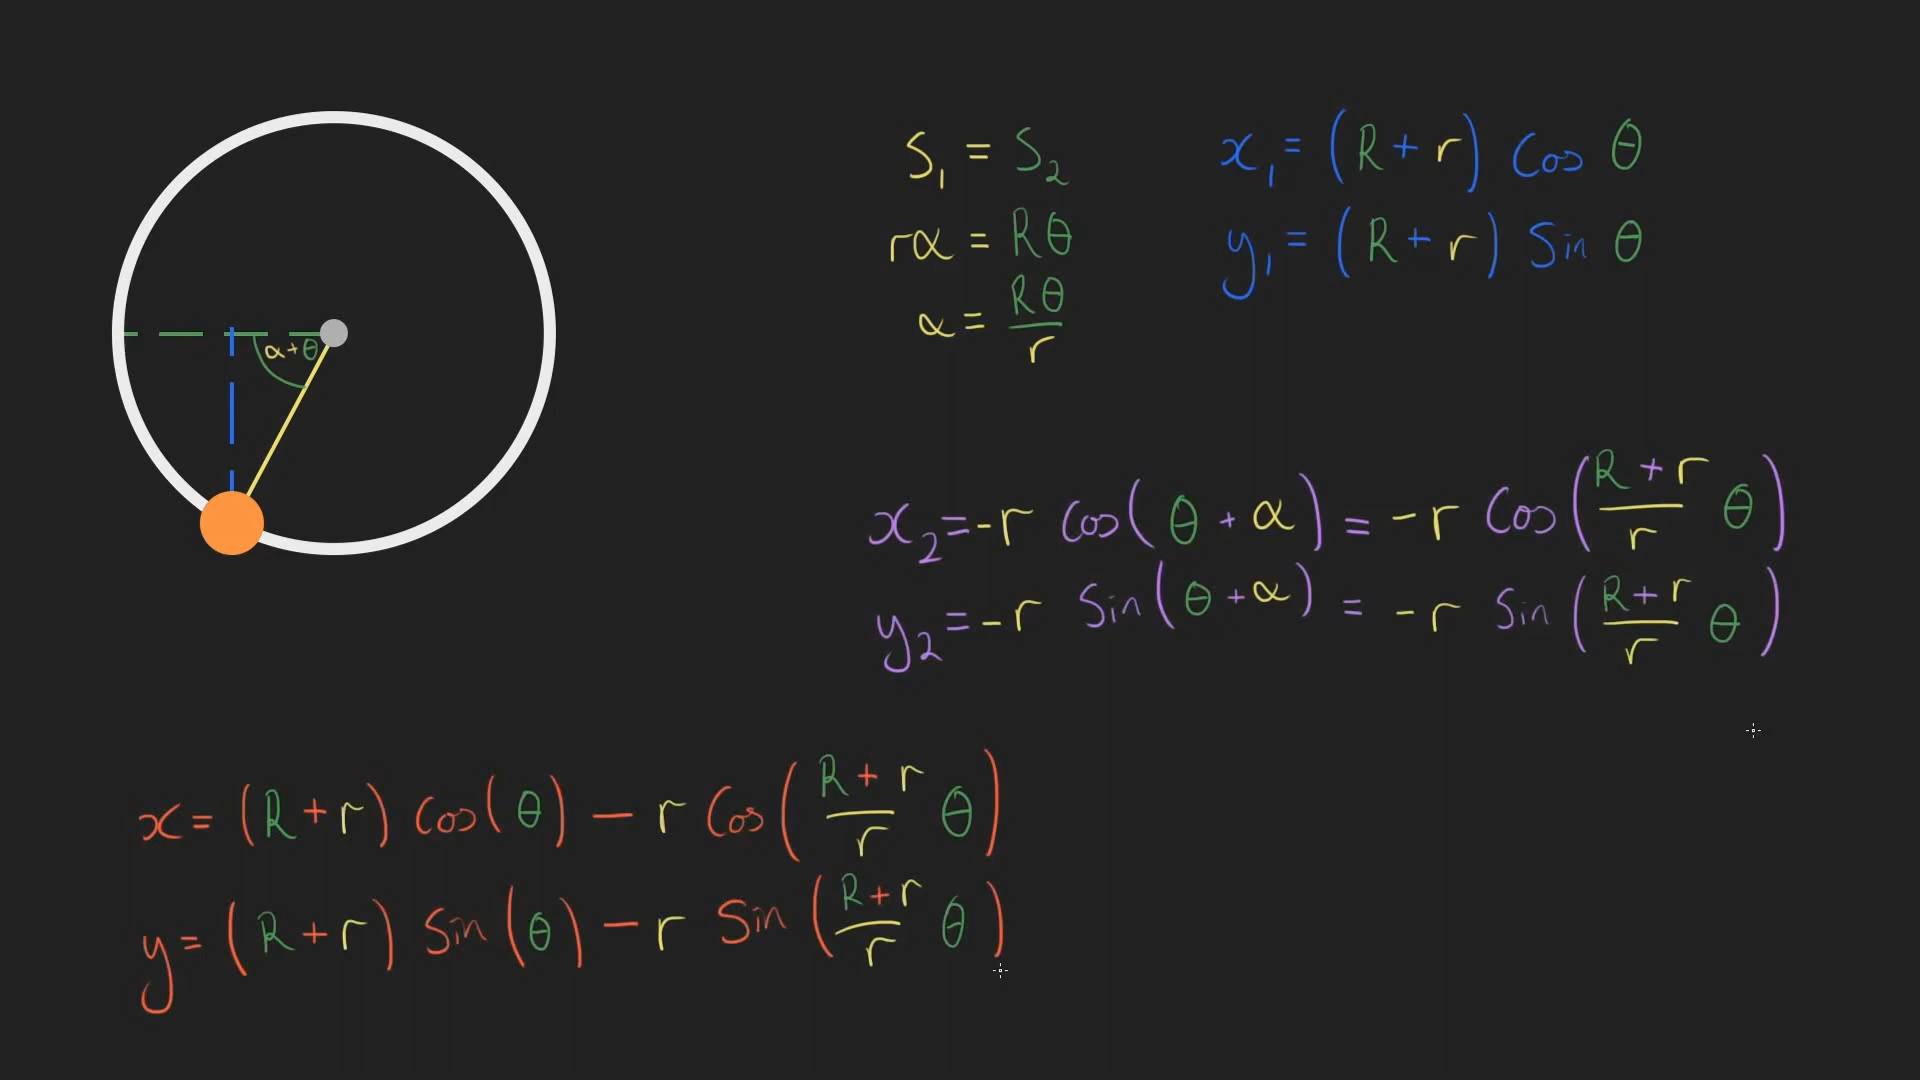 α+θ
S₁ = S₂
rα = Rθ
α = Rθ/r
x₁ = (R + r) Cos θ
y₁ = (R + r) Sin θ
x₂ = -r Cos(θ + α) = -r Cos(R + r/r θ)
y₂ = -r Sin(θ + α) = -r Sin(R + r/r θ)
x = (R + r) Cos(θ) - r Cos(R + r/r θ)
y = (R + r) Sin(θ) - r Sin(R + r/r θ)